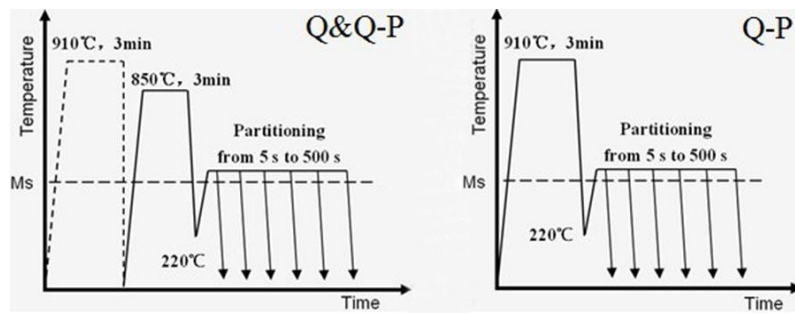 Q&Q-P
910℃, 3min
850℃, 3min
Temperature
Partitioning
from 5 s to 500 s
Ms
220℃
Time
Q-P
910℃, 3min
Temperature
Partitioning
from 5 s to 500 s
Ms
220℃
Time